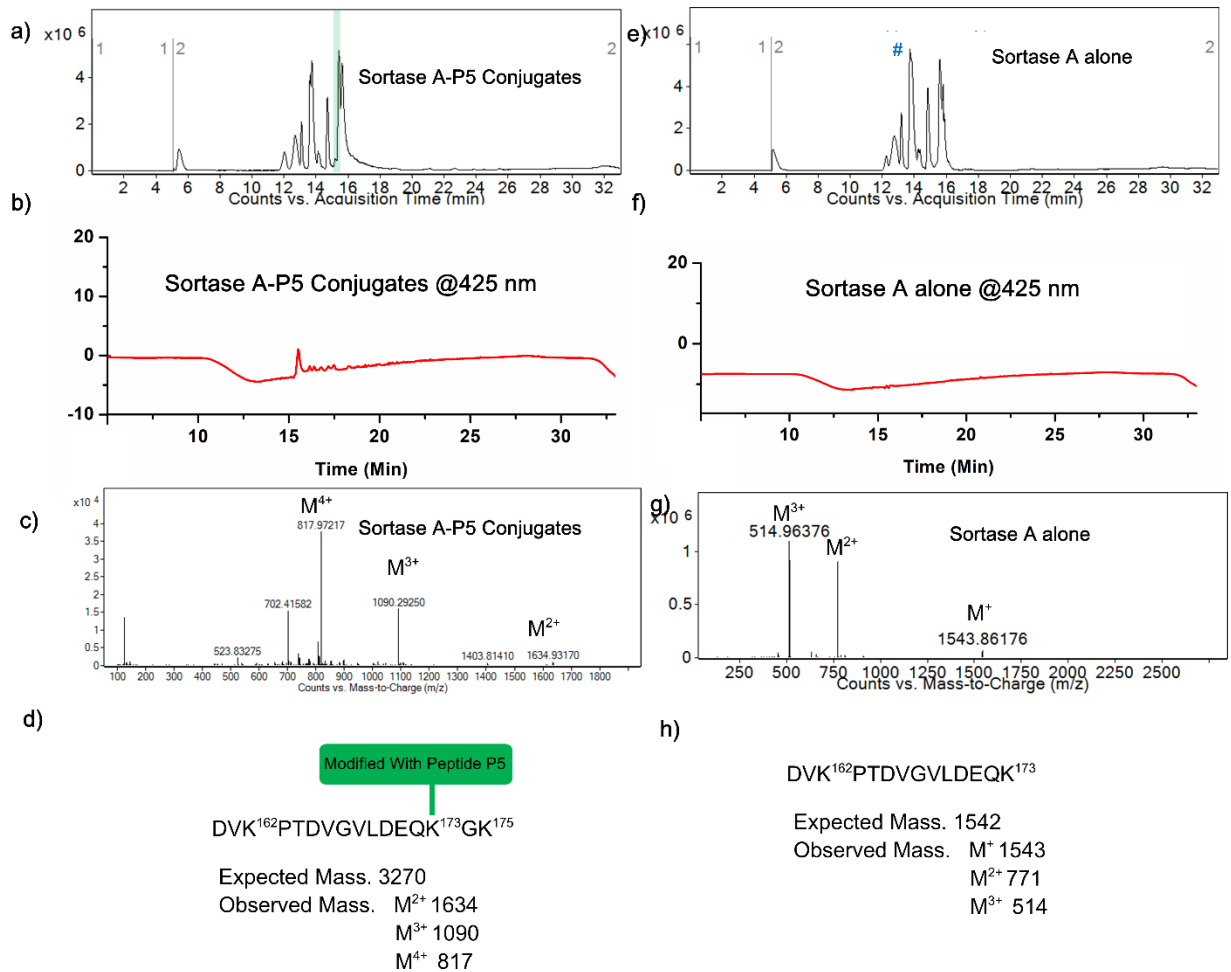 a)
x10 6
1
1 2
2
Sortase A-P5 Conjugates
4
2
0
2 4 6 8 10 12 14 16 18 20 22 24 26 28 30 32
Counts vs. Acquisition Time (min)
b)
20
Sortase A-P5 Conjugates @425 nm
10
0
-10
10 15 20 25 30
Time (Min)
c)
x10 4
M4+
817.97217
Sortase A-P5 Conjugates
4
3.5
3
M3+
2.5
2
702.41582
1090.29250
1.5
M2+
1
0.5
523.83275
1403.81410
1634.93170
0
100 200 300 400 500 600 700 800 900 1000 1100 1200 1300 1400 1500 1600 1700 1800
Counts vs. Mass-to-Charge (m/z)
d)
Modified With Peptide P5
DVK162PTDVGVLDEQK173GK175
Expected Mass. 3270
Observed Mass. M2+ 1634
M3+ 1090
M4+ 817
e)
x10 6
1
1 2
#
2
Sortase A alone
4
2
0
2 4 6 8 10 12 14 16 18 20 22 24 26 28 30 32
Counts vs. Acquisition Time (min)
f)
20
Sortase A alone @425 nm
0
10 15 20 25 30
Time (Min)
g)
x10 6
M3+
514.96376
M2+
Sortase A alone
1
0.5
M+
1543.86176
0
250 500 750 1000 1250 1500 1750 2000 2250 2500
Counts vs. Mass-to-Charge (m/z)
h)
DVK162PTDVGVLDEQK173
Expected Mass. 1542
Observed Mass. M+ 1543
M2+ 771
M3+ 514